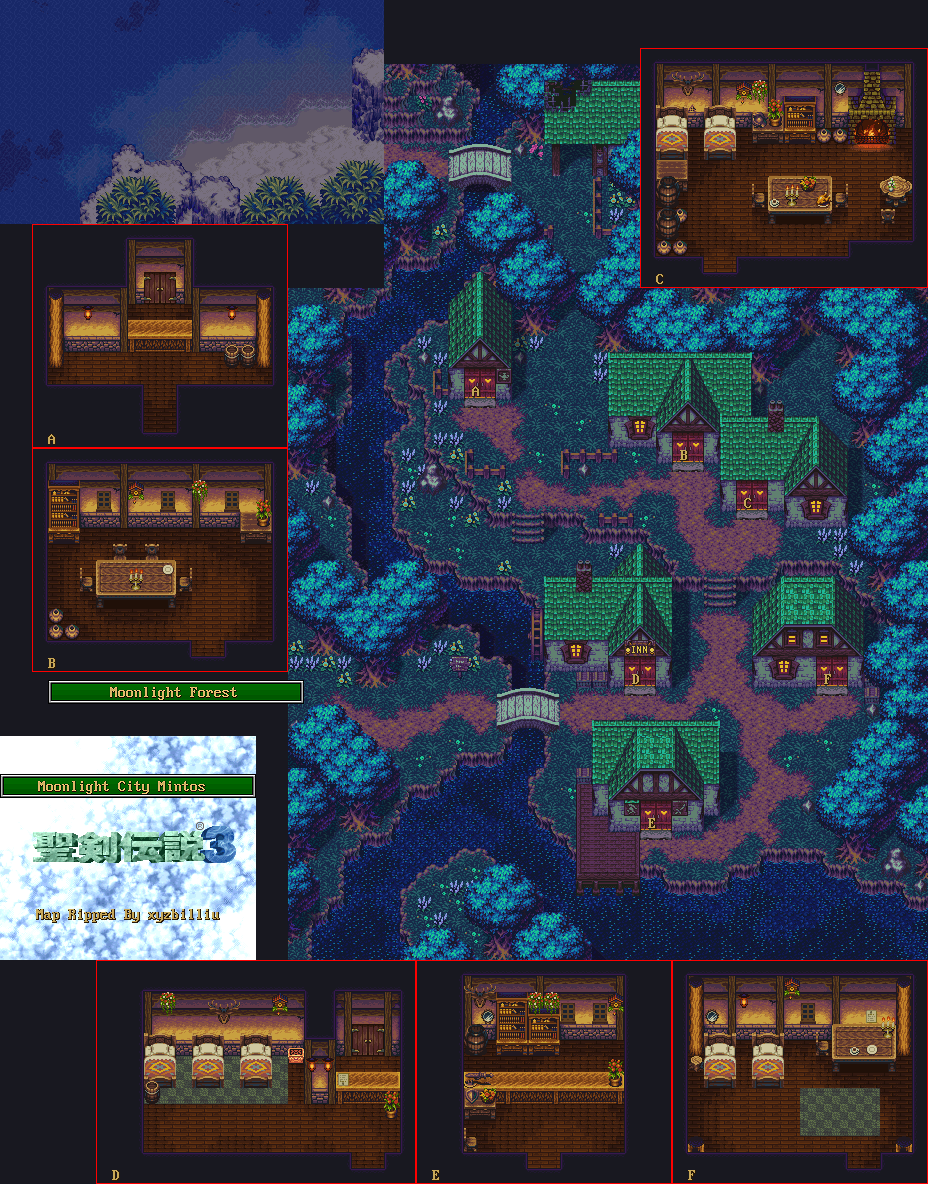 C
A
A
B
C
B
Moonlight Forest
INN
D
F
Moonlight City Mintos
聖剣伝説3
®
E
Map Ripped By xyzbilliu
D
E
F